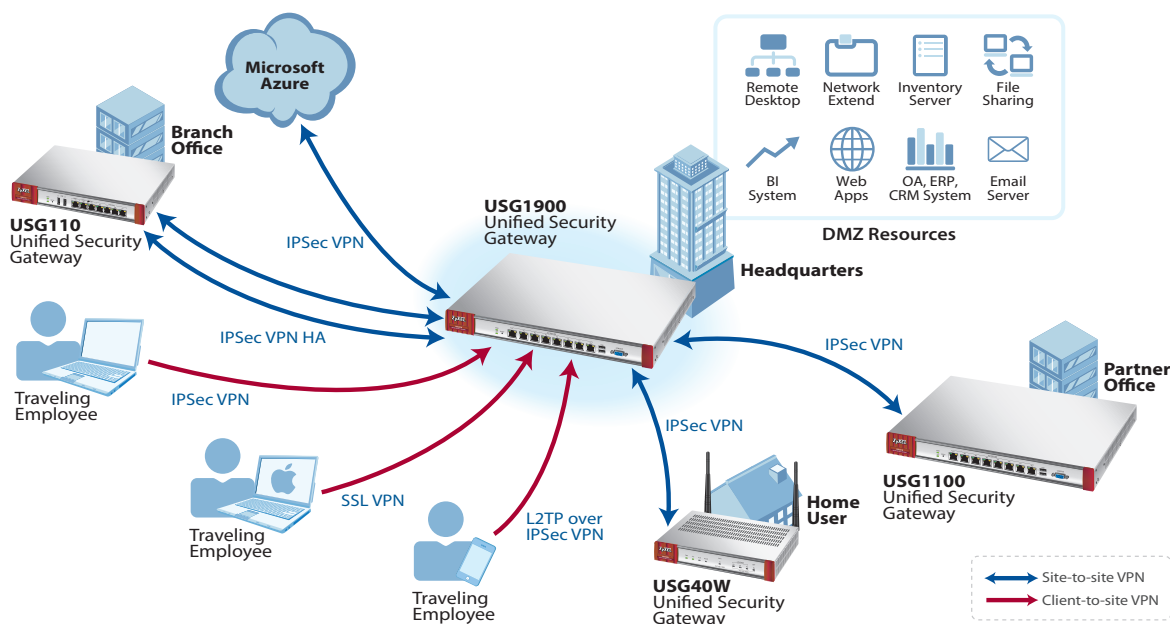 Microsoft
Azure
Branch
Office
USG110
Unified Security
Gateway
IPSec VPN
IPSec VPN HA
USG1900
Unified Security
Gateway
Headquarters
Remote
Desktop
Network
Extend
Inventory
Server
File
Sharing
BI
System
Web
Apps
OA, ERP,
CRM System
Email
Server
DMZ Resources
Traveling
Employee
IPSec VPN
Traveling
Employee
SSL VPN
Traveling
Employee
L2TP over
IPSec VPN
IPSec VPN
Home
User
USG40W
Unified Security
Gateway
IPSec VPN
Partner
Office
USG1100
Unified Security
Gateway
Site-to-site VPN
Client-to-site VPN